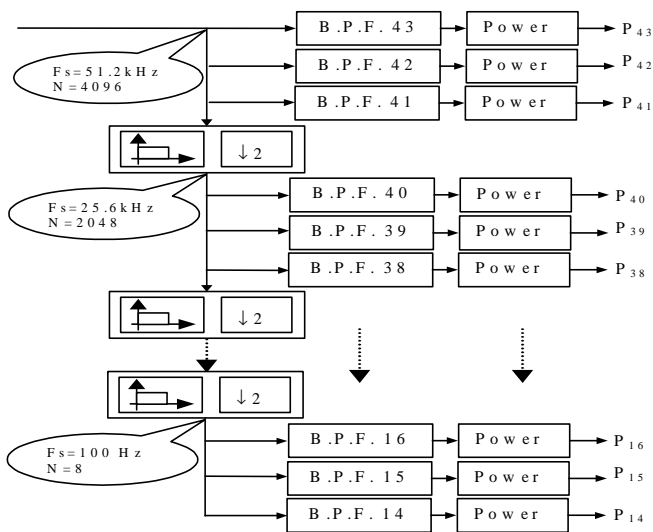 B.P.F. 43 Power P43
Fs=51.2kHz
N=4096
B.P.F. 42 Power P42
B.P.F. 41 Power P41
↓2
B.P.F. 40 Power P40
Fs=25.6kHz
N=2048
B.P.F. 39 Power P39
B.P.F. 38 Power P38
↓2
↓2
B.P.F. 16 Power P16
Fs=100 Hz
N=8
B.P.F. 15 Power P15
B.P.F. 14 Power P14